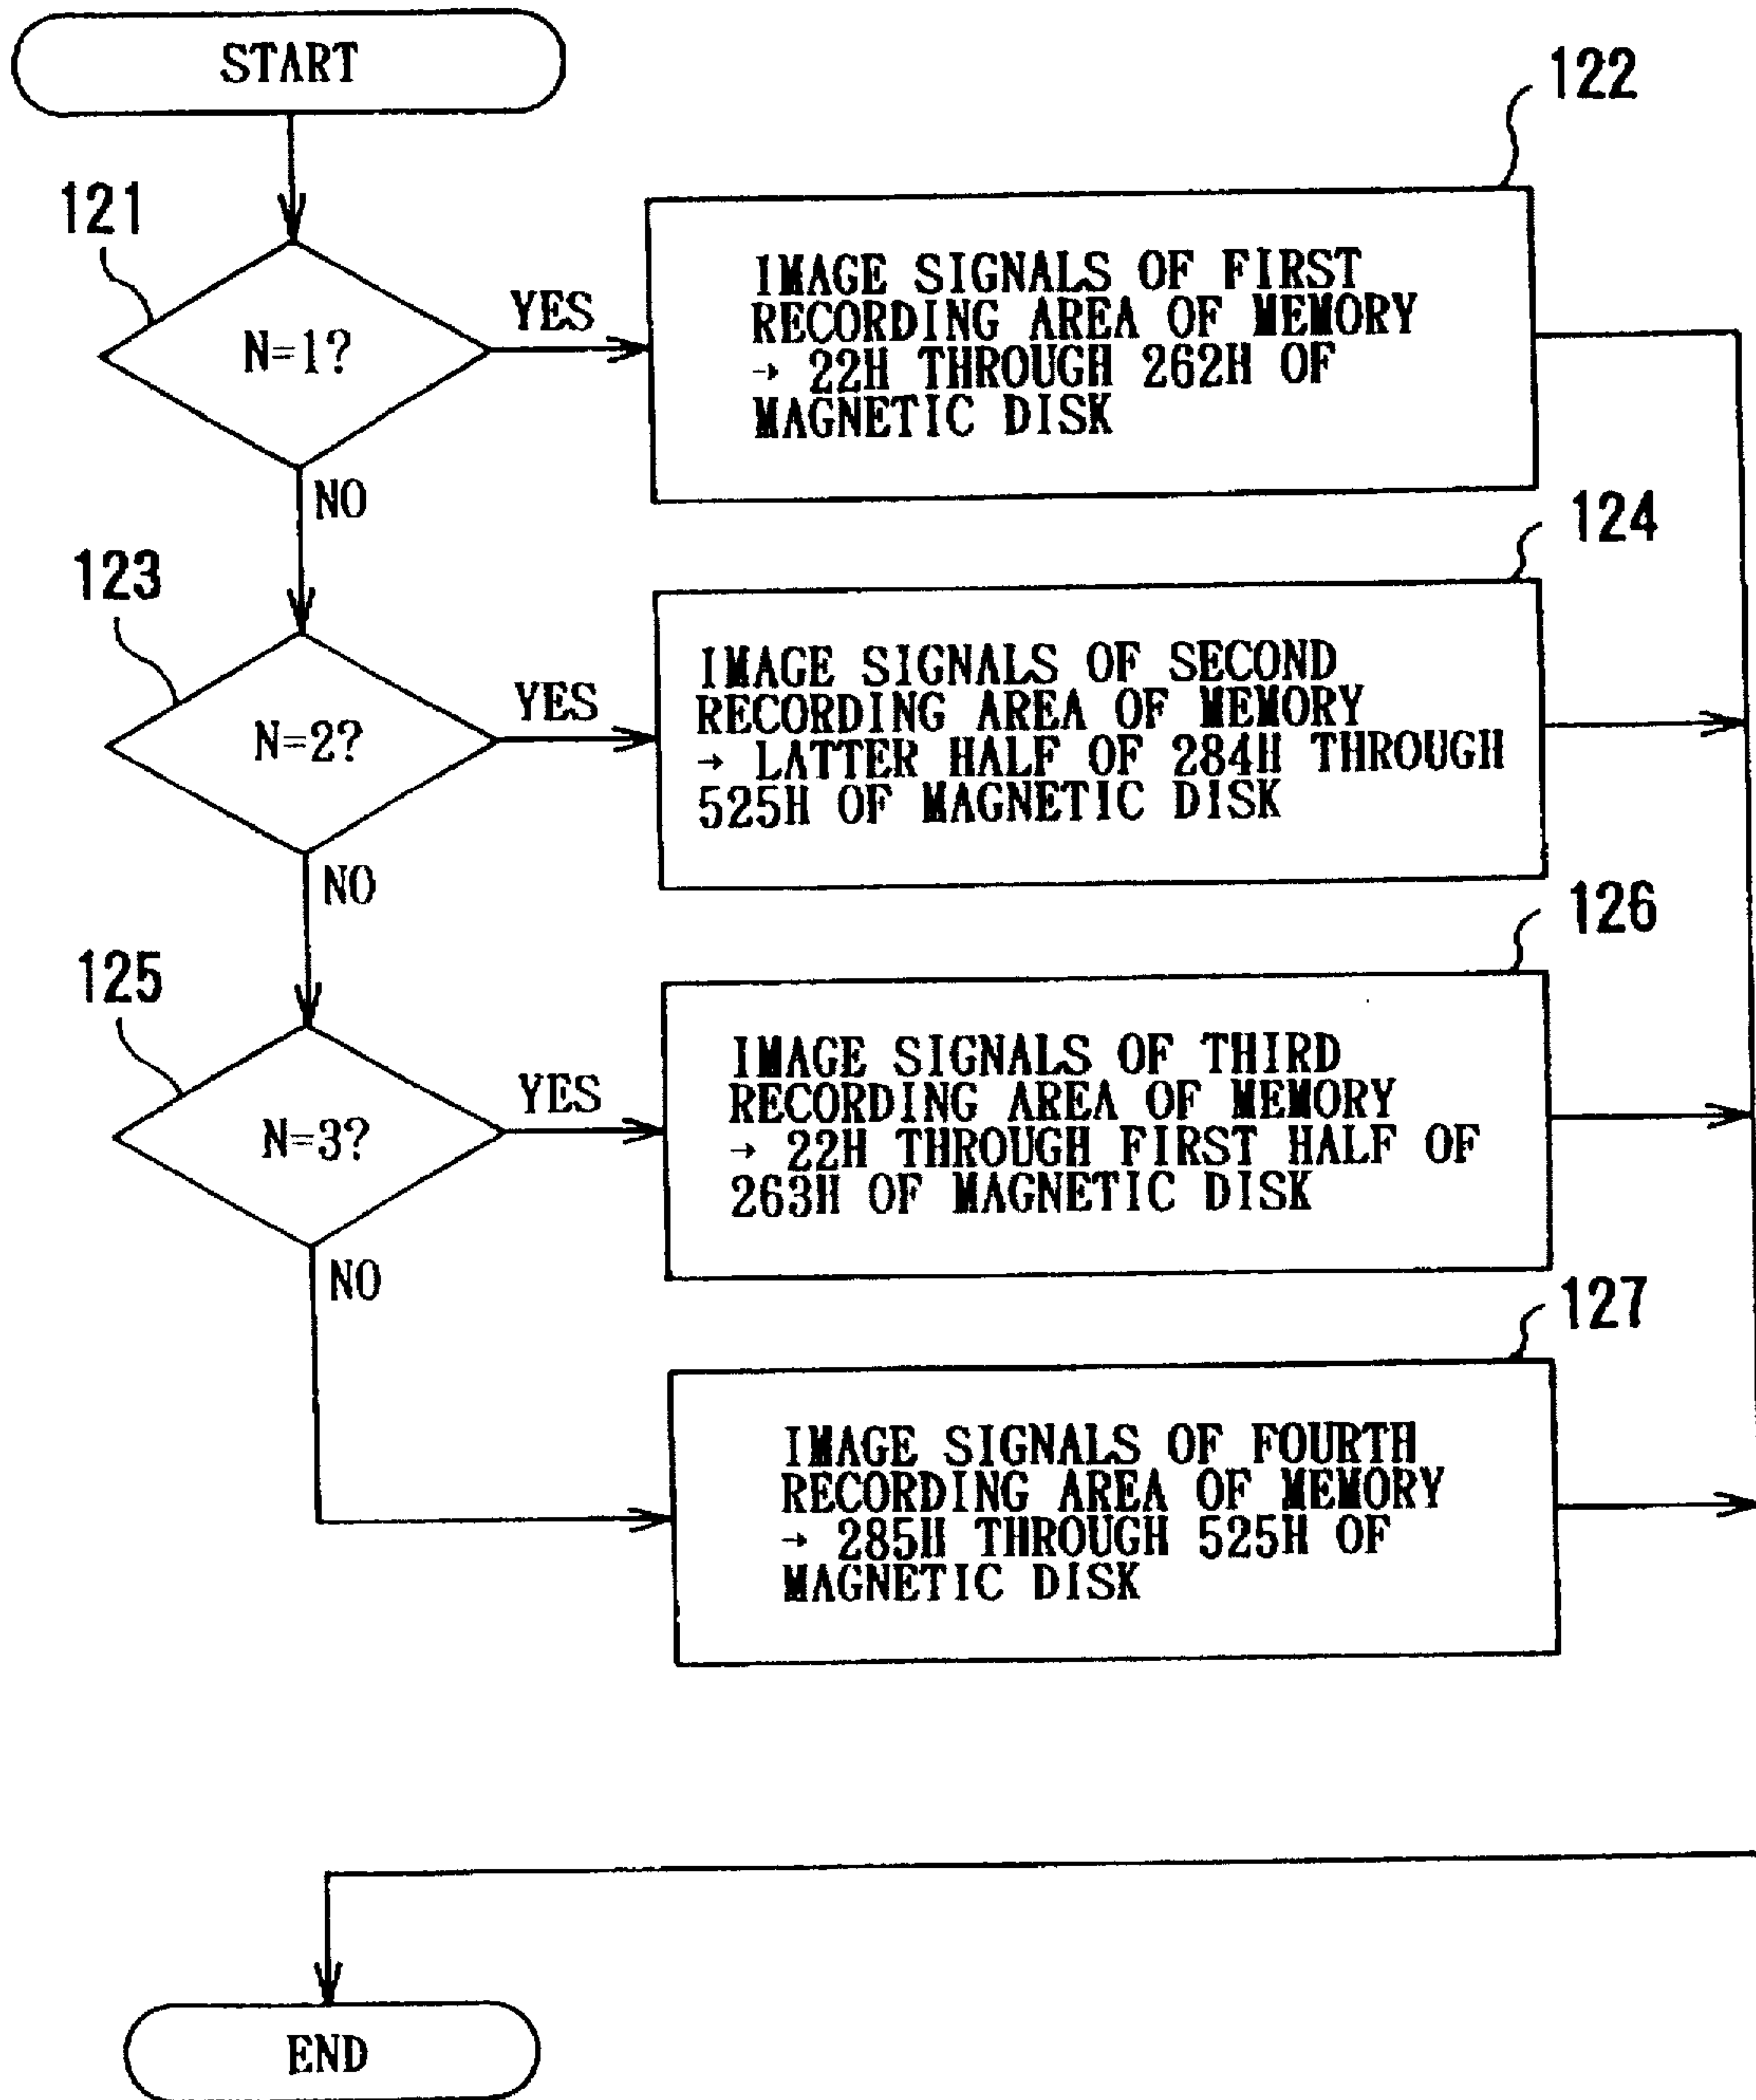 START
122
121
N=1?
YES
IMAGE SIGNALS OF FIRST
RECORDING AREA OF MEMORY
→ 22H THROUGH 262H OF
MAGNETIC DISK
NO
124
123
N=2?
YES
IMAGE SIGNALS OF SECOND
RECORDING AREA OF MEMORY
→ LATTER HALF OF 284H THROUGH
525H OF MAGNETIC DISK
NO
126
125
N=3?
YES
IMAGE SIGNALS OF THIRD
RECORDING AREA OF MEMORY
→ 22H THROUGH FIRST HALF OF
263H OF MAGNETIC DISK
NO
127
IMAGE SIGNALS OF FOURTH
RECORDING AREA OF MEMORY
→ 285H THROUGH 525H OF
MAGNETIC DISK
END